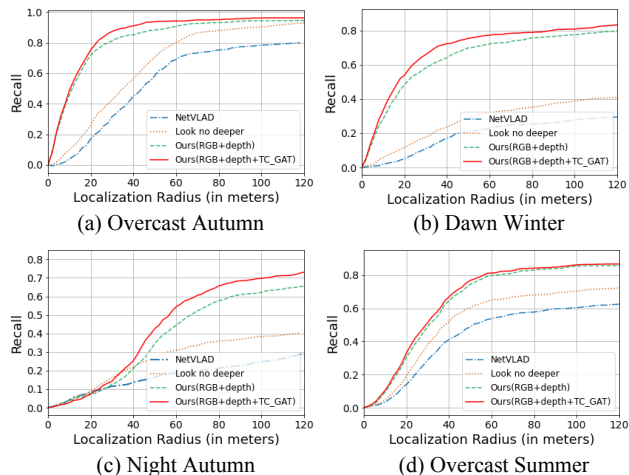 1.0
0.8
0.6
0.4
0.2
0.0
Recall
NetVLAD
Look no deeper
Ours(RGB+depth)
Ours(RGB+depth+TC_GAT)
0 20 40 60 80 100 120
Localization Radius (in meters)
(a) Overcast Autumn
0.8
0.6
0.4
0.2
0.0
Recall
NetVLAD
Look no deeper
Ours(RGB+depth)
Ours(RGB+depth+TC_GAT)
0 20 40 60 80 100 120
Localization Radius (in meters)
(b) Dawn Winter
0.8
0.7
0.6
0.5
0.4
0.3
0.2
0.1
0.0
Recall
NetVLAD
Look no deeper
Ours(RGB+depth)
Ours(RGB+depth+TC_GAT)
0 20 40 60 80 100 120
Localization Radius (in meters)
(c) Night Autumn
0.8
0.6
0.4
0.2
0.0
Recall
NetVLAD
Look no deeper
Ours(RGB+depth)
Ours(RGB+depth+TC_GAT)
0 20 40 60 80 100 120
Localization Radius (in meters)
(d) Overcast Summer